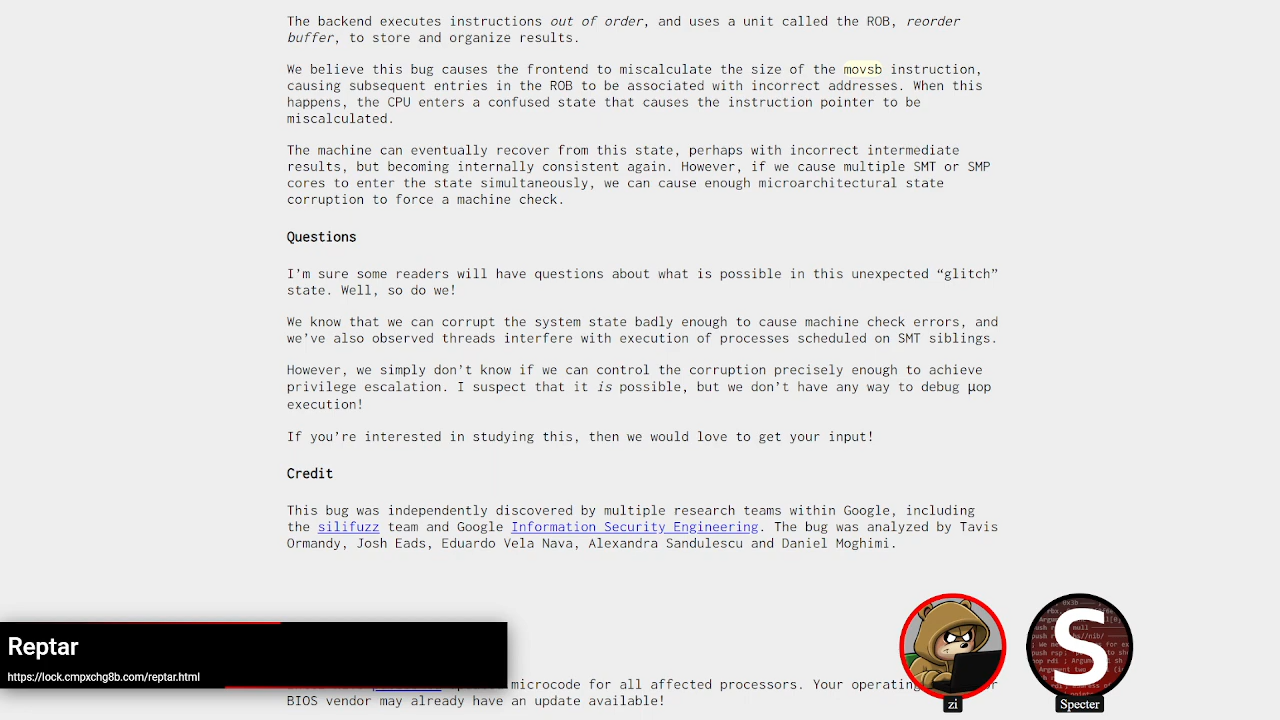 The backend executes instructions out of order, and uses a unit called the ROB, reorder
buffer, to store and organize results.
We believe this bug causes the frontend to miscalculate the size of the movsb instruction,
causing subsequent entries in the ROB to be associated with incorrect addresses. When this
happens, the CPU enters a confused state that causes the instruction pointer to be
miscalculated.
The machine can eventually recover from this state, perhaps with incorrect intermediate
results, but becoming internally consistent again. However, if we cause multiple SMT or SMP
cores to enter the state simultaneously, we can cause enough microarchitectural state
corruption to force a machine check.
Questions
I’m sure some readers will have questions about what is possible in this unexpected “glitch”
state. Well, so do we!
We know that we can corrupt the system state badly enough to cause machine check errors, and
we’ve also observed threads interfere with execution of processes scheduled on SMT siblings.
However, we simply don’t know if we can control the corruption precisely enough to achieve
privilege escalation. I suspect that it is possible, but we don’t have any way to debug µop
execution!
If you’re interested in studying this, then we would love to get your input!
Credit
This bug was independently discovered by multiple research teams within Google, including
the silifuzz team and Google Information Security Engineering. The bug was analyzed by Tavis
Ormandy, Josh Eads, Eduardo Vela Nava, Alexandra Sandulescu and Daniel Moghimi.
Reptar
https://lock.cmpxchg8b.com/reptar.html
microcode for all affected processors. Your operating
BIOS vendor may already have an update available!
zi
S
Specter